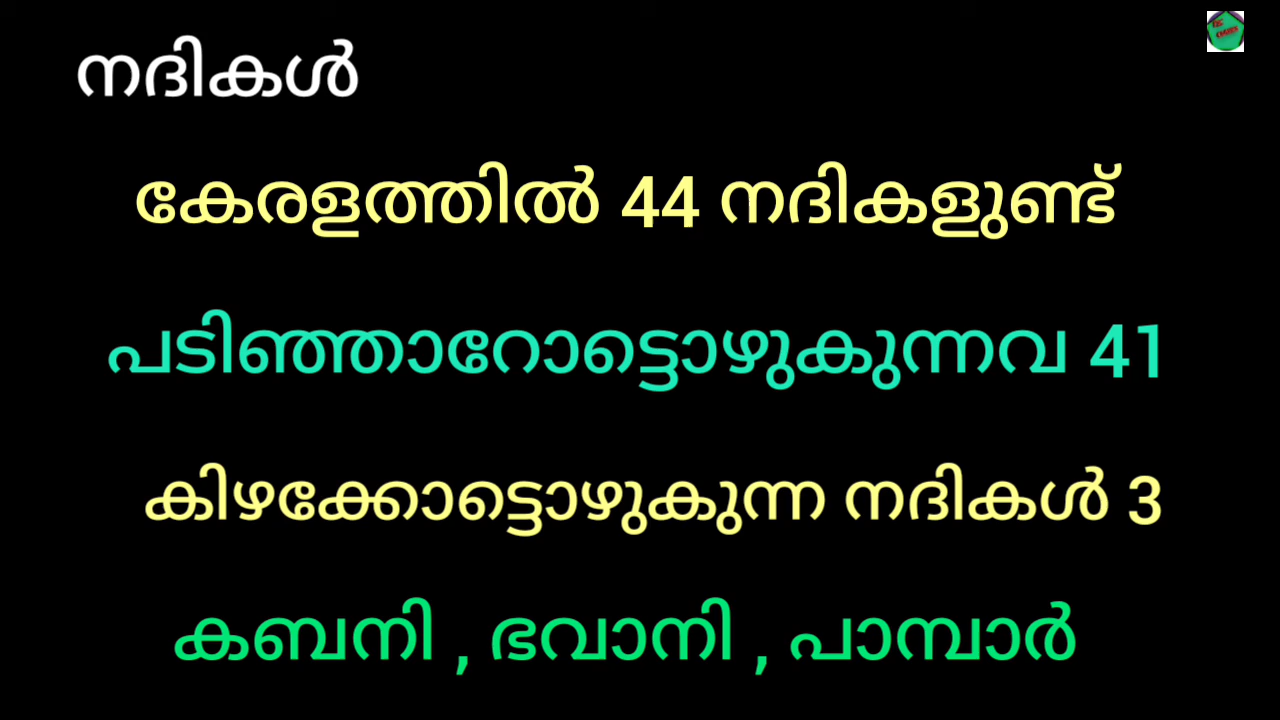 നദികൾ
കേരളത്തിൽ 44 നദികളുണ്ട്
പടിഞ്ഞാറോട്ടൊഴുകുന്നവ 41
കിഴക്കോട്ടൊഴുകുന്ന നദികൾ 3
കബനി , ഭവാനി , പാമ്പാർ